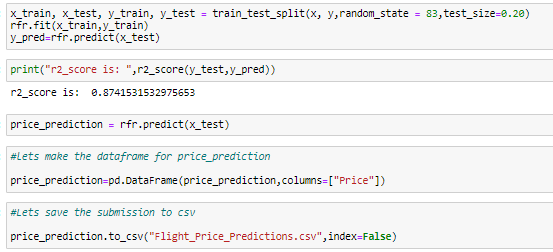 x_train, x_test, y_train, y_test = train_test_split(x, y,random_state = 83,test_size=0.20)
rfr.fit(x_train,y_train)
y_pred=rfr.predict(x_test)
print("r2_score is: ",r2_score(y_test,y_pred))
r2_score is:  0.8741531532975653
price_prediction = rfr.predict(x_test)
#Lets make the dataframe for price_prediction
price_prediction=pd.DataFrame(price_prediction,columns=["Price"])
#Lets save the submission to csv
price_prediction.to_csv("Flight_Price_Predictions.csv",index=False)